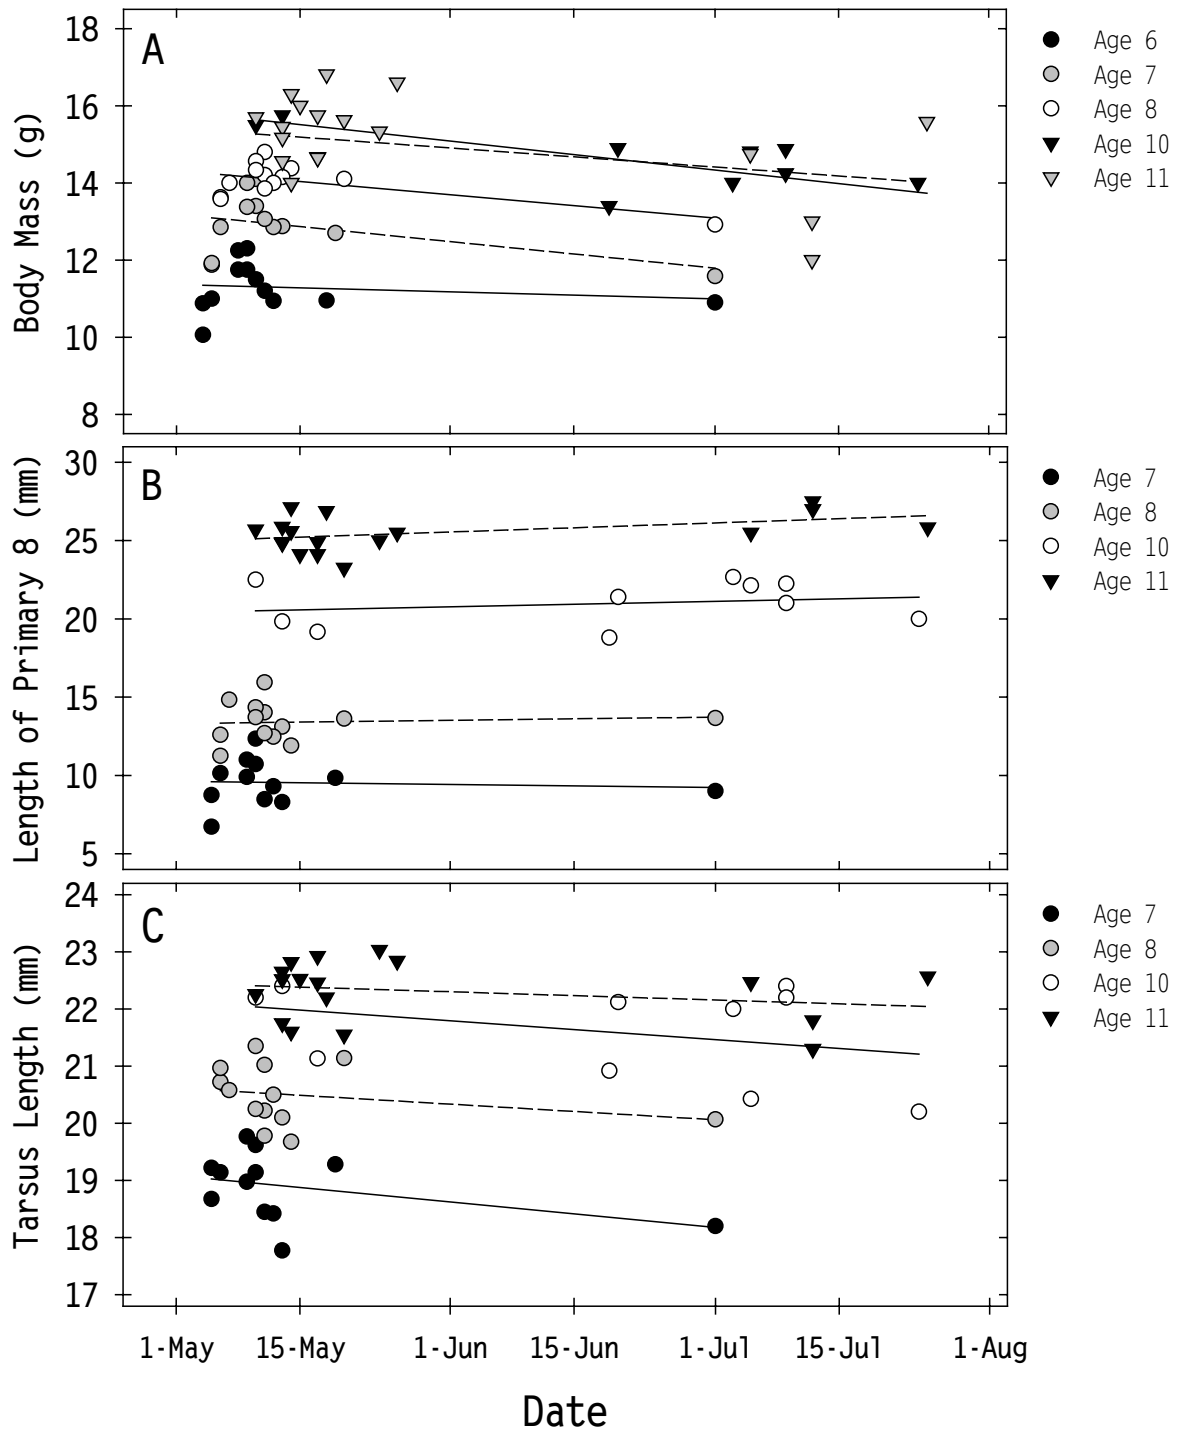 A
Body Mass (g)
18
16
14
12
10
8
Age 6
Age 7
Age 8
Age 10
Age 11
B
Length of Primary 8 (mm)
30
25
20
15
10
5
Age 7
Age 8
Age 10
Age 11
C
Tarsus Length (mm)
24
23
22
21
20
19
18
17
Age 7
Age 8
Age 10
Age 11
1-May 15-May 1-Jun 15-Jun 1-Jul 15-Jul 1-Aug
Date